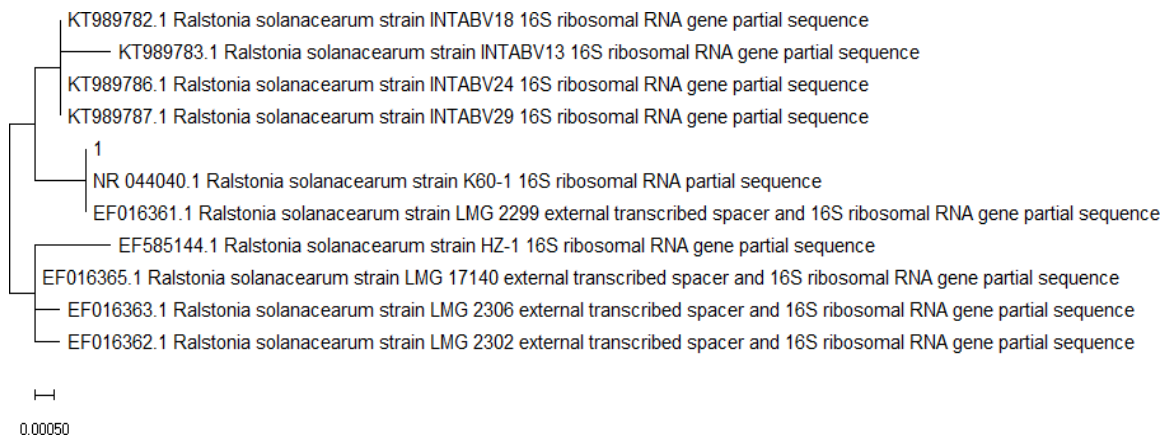 KT989782.1 Ralstonia solanacearum strain INTABV18 16S ribosomal RNA gene partial sequence
KT989783.1 Ralstonia solanacearum strain INTABV13 16S ribosomal RNA gene partial sequence
KT989786.1 Ralstonia solanacearum strain INTABV24 16S ribosomal RNA gene partial sequence
KT989787.1 Ralstonia solanacearum strain INTABV29 16S ribosomal RNA gene partial sequence
1
NR 044040.1 Ralstonia solanacearum strain K60-1 16S ribosomal RNA partial sequence
EF016361.1 Ralstonia solanacearum strain LMG 2299 external transcribed spacer and 16S ribosomal RNA gene partial sequence
EF585144.1 Ralstonia solanacearum strain HZ-1 16S ribosomal RNA gene partial sequence
EF016365.1 Ralstonia solanacearum strain LMG 17140 external transcribed spacer and 16S ribosomal RNA gene partial sequence
EF016363.1 Ralstonia solanacearum strain LMG 2306 external transcribed spacer and 16S ribosomal RNA gene partial sequence
EF016362.1 Ralstonia solanacearum strain LMG 2302 external transcribed spacer and 16S ribosomal RNA gene partial sequence
0.00050